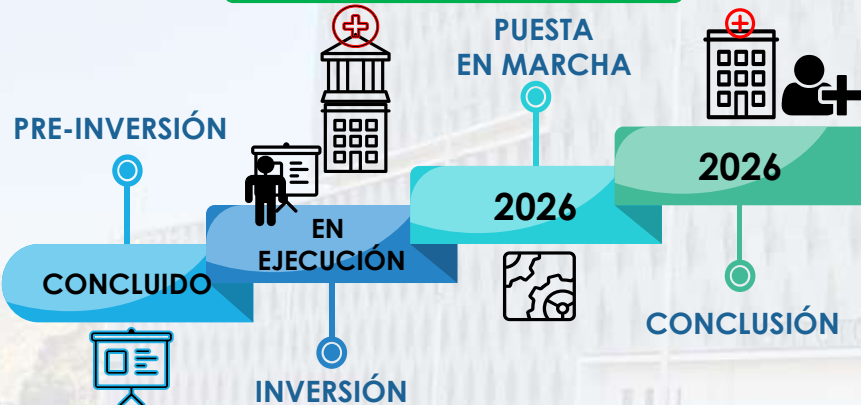 PRE-INVERSIÓN
CONCLUIDO
EN
EJECUCIÓN
INVERSIÓN
PUESTA
EN MARCHA
2026
2026
CONCLUSIÓN